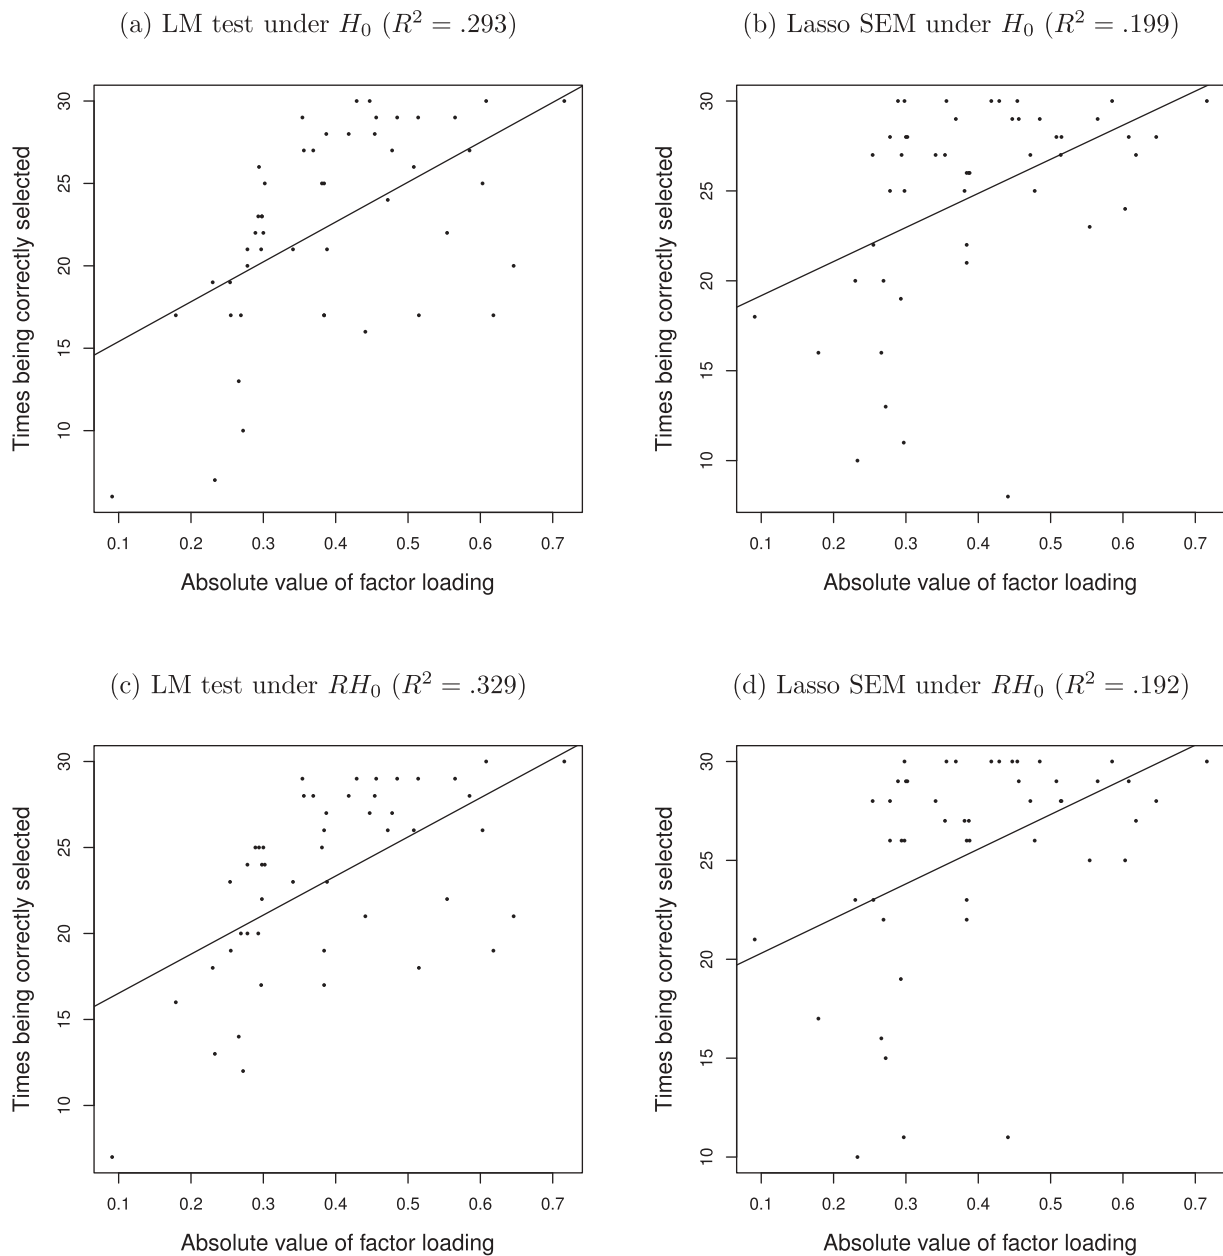 (a) LM test under H₀ (R² = .293)
Times being correctly selected
30
25
20
15
10
0.1 0.2 0.3 0.4 0.5 0.6 0.7
Absolute value of factor loading
(b) Lasso SEM under H₀ (R² = .199)
Times being correctly selected
30
25
20
15
10
0.1 0.2 0.3 0.4 0.5 0.6 0.7
Absolute value of factor loading
(c) LM test under RH₀ (R² = .329)
Times being correctly selected
30
25
20
15
10
0.1 0.2 0.3 0.4 0.5 0.6 0.7
Absolute value of factor loading
(d) Lasso SEM under RH₀ (R² = .192)
Times being correctly selected
30
25
20
15
10
0.1 0.2 0.3 0.4 0.5 0.6 0.7
Absolute value of factor loading